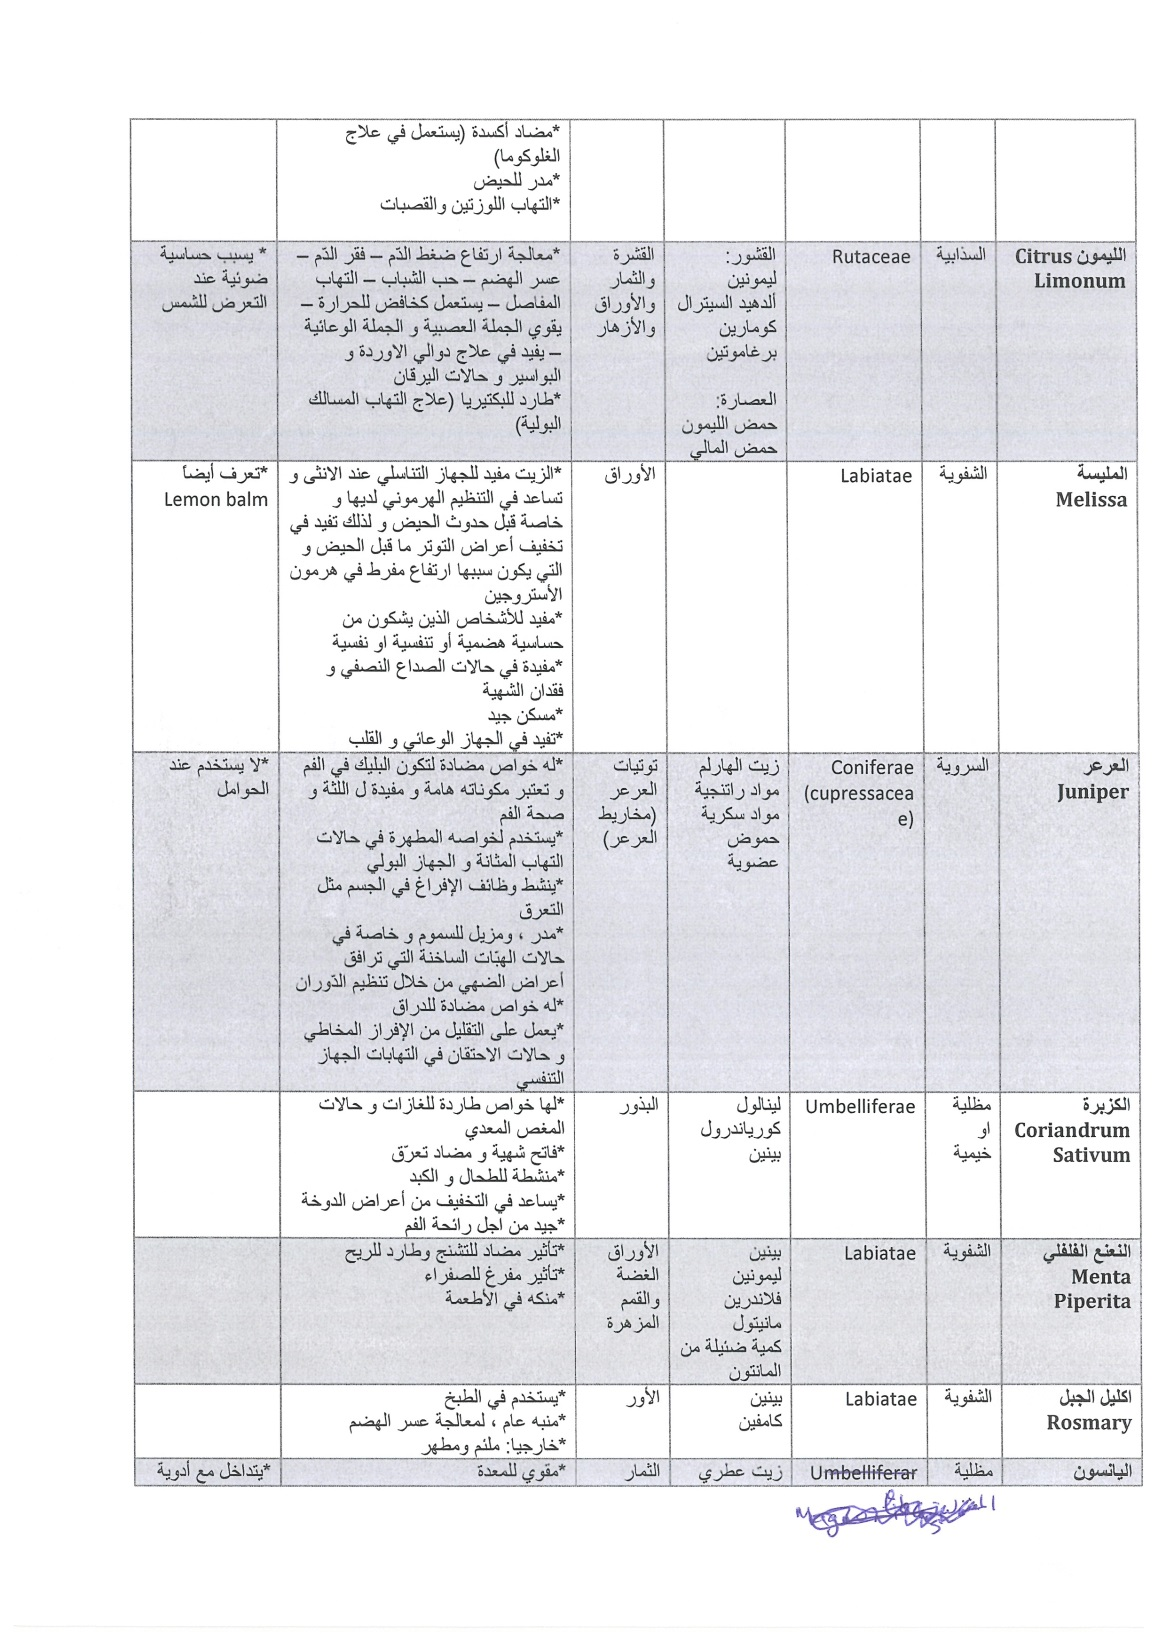 *مضاد أكسدة (يستعمل في علاج
الغلوكوما)
*مدر للحيض
*التهاب اللوزتين والقصبات
الليمون Citrus
Limonum
السذابية
Rutaceae
القشور:
ليمونين
ألدهيد السيترال
كومارين
برغاموتين
العصارة:
حمض الليمون
حمض المالي
القشرة
والثمار
والأوراق
والأزهار
*معالجة ارتفاع ضغط الدّم – فقر الدّم –
عسر الهضم – حب الشباب – التهاب
المفاصل – يستعمل كخافض للحرارة –
يقوي الجملة العصبية و الجملة الوعائية
– يفيد في علاج دوالي الاوردة و
البواسير و حالات اليرقان
*طارد للبكتيريا (علاج التهاب المسالك
البولية)
* يسبب حساسية
ضوئية عند
التعرض للشمس
المليسة
Melissa
الشفوية
Labiatae
الأوراق
*الزيت مفيد للجهاز التناسلي عند الانثى و
تساعد في التنظيم الهرموني لديها و
خاصة قبل حدوث الحيض و لذلك تفيد في
تخفيف أعراض التوتر ما قبل الحيض و
التي يكون سببها ارتفاع مفرط في هرمون
الأستروجين
*مفيد للأشخاص الذين يشكون من
حساسية هضمية أو تنفسية او نفسية
*مفيدة في حالات الصداع النصفي و
فقدان الشهية
*مسكن جيد
*تفيد في الجهاز الوعائي و القلب
*تعرف أيضاً
Lemon balm
العرعر
Juniper
السروية
Coniferae
(cupressacea
e)
زيت الهارلم
مواد راتنجية
مواد سكرية
حموض
عضوية
توتيات
العرعر
(مخاريط
العرعر)
*له خواص مضادة لتكون البليك في الفم
و تعتبر مكوناته هامة و مفيدة ل اللثة و
صحة الفم
*يستخدم لخواصه المطهرة في حالات
التهاب المثانة و الجهاز البولي
*ينشط وظائف الإفراغ في الجسم مثل
التعرق
*مدر ، ومزيل للسموم و خاصة في
حالات الهبّات الساخنة التي ترافق
أعراض الضهي من خلال تنظيم الدّوران
*له خواص مضادة للدراق
*يعمل على التقليل من الإفراز المخاطي
و حالات الاحتقان في التهابات الجهاز
التنفسي
*لا يستخدم عند
الحوامل
الكزبرة
Coriandrum
Sativum
مظلية
او
خيمية
Umbelliferae
لينالول
كورياندرول
بينين
البذور
*لها خواص طاردة للغازات و حالات
المغص المعدي
*فاتح شهية و مضاد تعرّق
*منشطة للطحال و الكبد
*يساعد في التخفيف من أعراض الدوخة
*جيد من اجل رائحة الفم
النعنع الفلفلي
Menta
Piperita
الشفوية
Labiatae
بينين
ليمونين
فلاندرين
مانيتول
كمية ضئيلة من
المانتون
الأوراق
الغضة
والقمم
المزهرة
*تأثير مضاد للتشنج وطارد للريح
*تأثير مفرغ للصفراء
*منكه في الأطعمة
اكليل الجبل
Rosmary
الشفوية
Labiatae
بينين
كامفين
الأور
*يستخدم في الطبخ
*منبه عام ، لمعالجة عسر الهضم
*خارجيا: ملئم ومطهر
اليانسون
مظلية
Umbelliferar
زيت عطري
الثمار
*مقوي للمعدة
*يتداخل مع أدوية